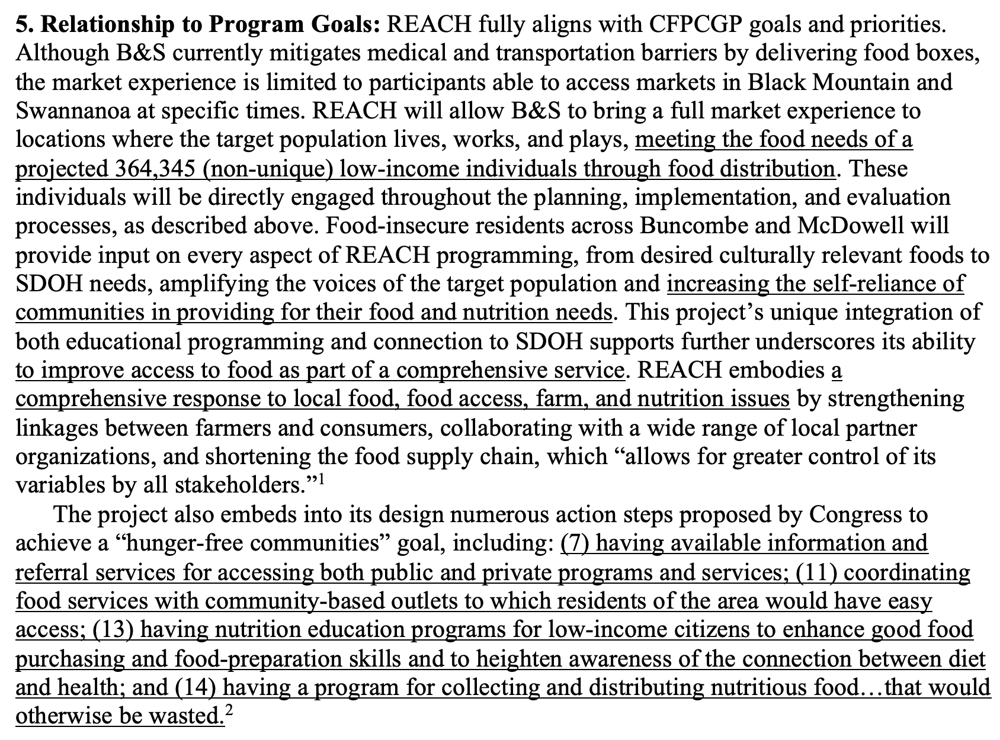 5. Relationship to Program Goals: REACH fully aligns with CFPCGP goals and priorities.
Although B&S currently mitigates medical and transportation barriers by delivering food boxes,
the market experience is limited to participants able to access markets in Black Mountain and
Swannanoa at specific times. REACH will allow B&S to bring a full market experience to
locations where the target population lives, works, and plays, meeting the food needs of a
projected 364,345 (non-unique) low-income individuals through food distribution. These
individuals will be directly engaged throughout the planning, implementation, and evaluation
processes, as described above. Food-insecure residents across Buncombe and McDowell will
provide input on every aspect of REACH programming, from desired culturally relevant foods to
SDOH needs, amplifying the voices of the target population and increasing the self-reliance of
communities in providing for their food and nutrition needs. This project’s unique integration of
both educational programming and connection to SDOH supports further underscores its ability
to improve access to food as part of a comprehensive service. REACH embodies a
comprehensive response to local food, food access, farm, and nutrition issues by strengthening
linkages between farmers and consumers, collaborating with a wide range of local partner
organizations, and shortening the food supply chain, which “allows for greater control of its
variables by all stakeholders.”1
The project also embeds into its design numerous action steps proposed by Congress to
achieve a “hunger-free communities” goal, including: (7) having available information and
referral services for accessing both public and private programs and services; (11) coordinating
food services with community-based outlets to which residents of the area would have easy
access; (13) having nutrition education programs for low-income citizens to enhance good food
purchasing and food-preparation skills and to heighten awareness of the connection between diet
and health; and (14) having a program for collecting and distributing nutritious food…that would
otherwise be wasted.2